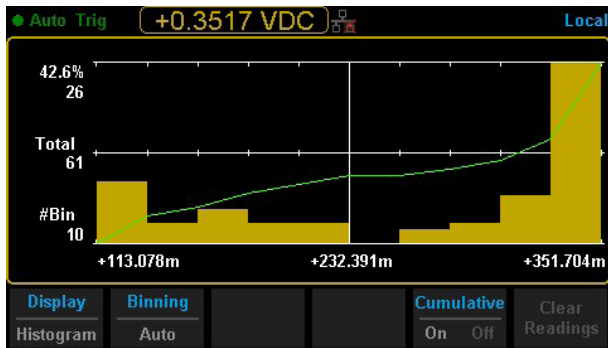 Auto Trig +0.3517 VDC Local
42.6%
26
Total
61
#Bin
10
+113.078m +232.391m +351.704m
Display Binning Cumulative Clear
Histogram Auto On Off Readings